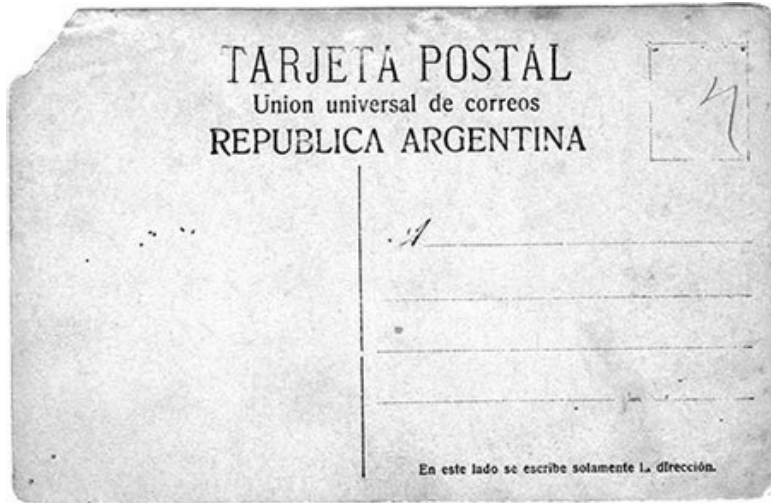 TARJETA POSTAL
Union universal de correos
REPUBLICA ARGENTINA
4
A
En este lado se escribe solamente la dirección.